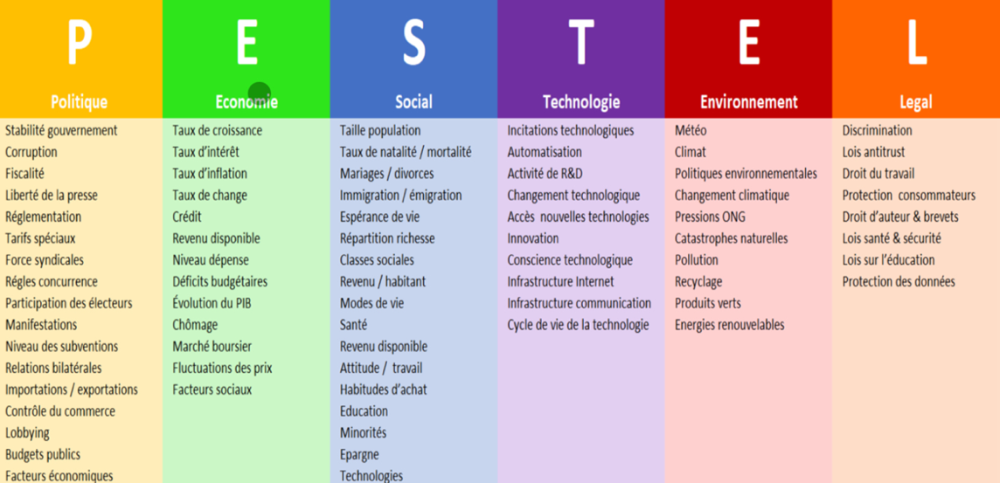 P
Politique
Stabilité gouvernement
Corruption
Fiscalité
Liberté de la presse
Réglementation
Tarifs spéciaux
Force syndicales
Régles concurrence
Participation des électeurs
Manifestations
Niveau des subventions
Relations bilatérales
Importations / exportations
Contrôle du commerce
Lobbying
Budgets publics
Facteurs économiques
E
Economie
Taux de croissance
Taux d'intérêt
Taux d'inflation
Taux de change
Crédit
Revenu disponible
Niveau dépense
Déficits budgétaires
Évolution du PIB
Chômage
Marché boursier
Fluctuations des prix
Facteurs sociaux
S
Social
Taille population
Taux de natalité / mortalité
Mariages / divorces
Immigration / émigration
Espérance de vie
Répartition richesse
Classes sociales
Revenu / habitant
Modes de vie
Santé
Revenu disponible
Attitude / travail
Habitudes d'achat
Education
Minorités
Epargne
Technologies
T
Technologie
Incitations technologiques
Automatisation
Activité de R&D
Changement technologique
Accès nouvelles technologies
Innovation
Conscience technologique
Infrastructure Internet
Infrastructure communication
Cycle de vie de la technologie
E
Environnement
Météo
Climat
Politiques environnementales
Changement climatique
Pressions ONG
Catastrophes naturelles
Pollution
Recyclage
Produits verts
Energies renouvelables
L
Legal
Discrimination
Lois antitrust
Droit du travail
Protection consommateurs
Droit d'auteur & brevets
Lois santé & sécurité
Lois sur l'éducation
Protection des données